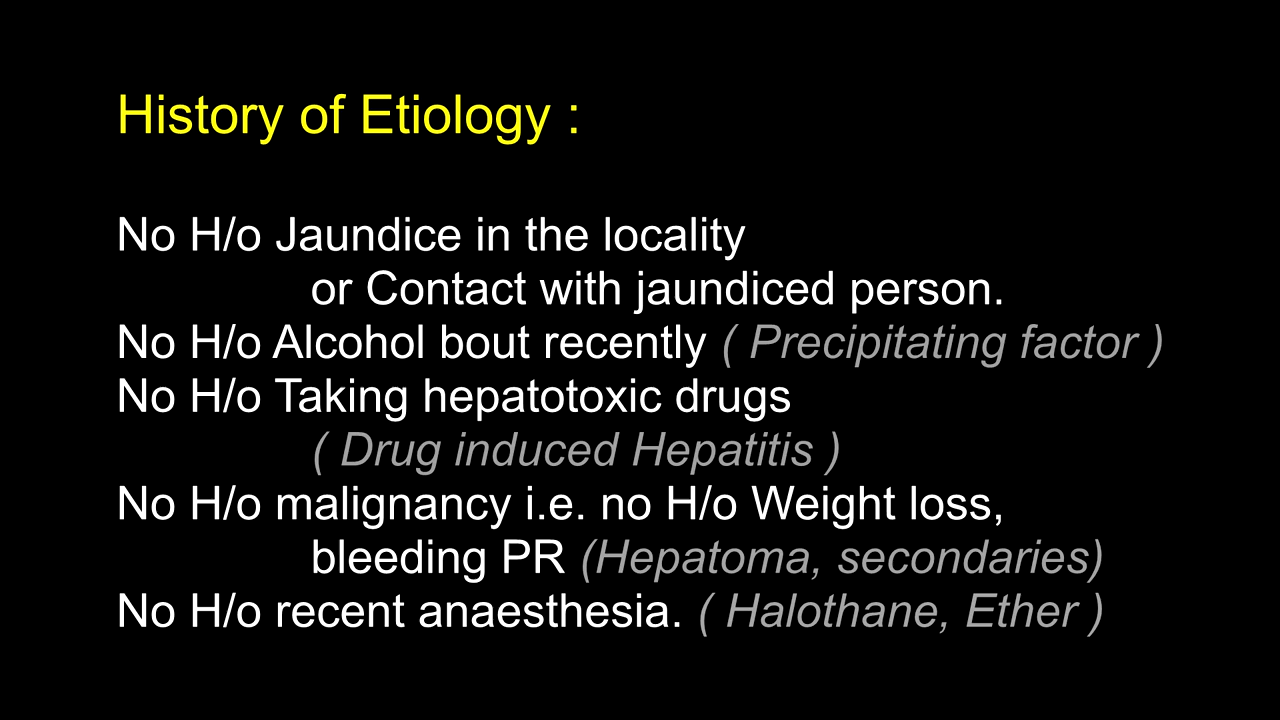 History of Etiology :
No H/o Jaundice in the locality
or Contact with jaundiced person.
No H/o Alcohol bout recently ( Precipitating factor )
No H/o Taking hepatotoxic drugs
( Drug induced Hepatitis )
No H/o malignancy i.e. no H/o Weight loss,
bleeding PR (Hepatoma, secondaries)
No H/o recent anaesthesia. ( Halothane, Ether )